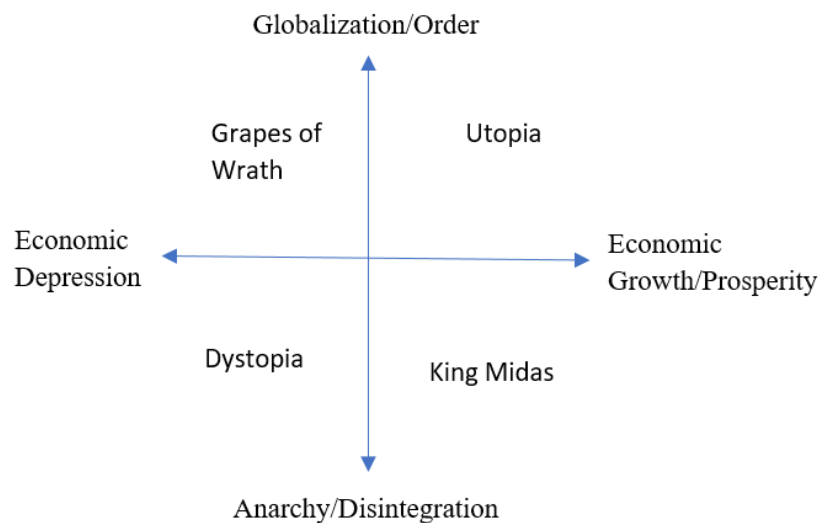 Globalization/Order
Grapes of
Wrath
Utopia
Economic
Depression
Economic
Growth/Prosperity
Dystopia
King Midas
Anarchy/Disintegration